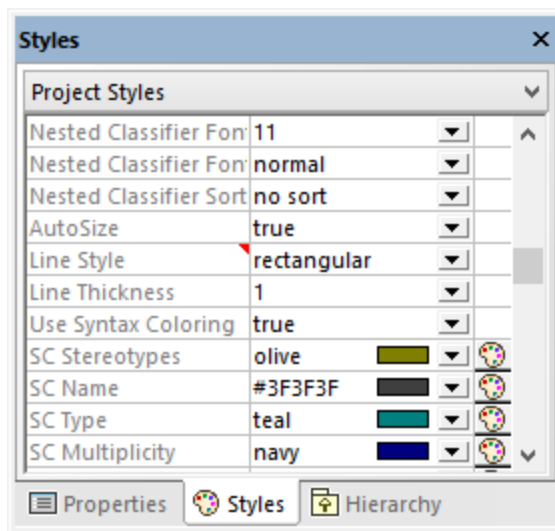 Styles
Project Styles
Nested Classifier Fon 11
Nested Classifier Fon normal
Nested Classifier Sort no sort
AutoSize true
Line Style rectangular
Line Thickness 1
Use Syntax Coloring true
SC Stereotypes olive
SC Name #3F3F3F
SC Type teal
SC Multiplicity navy
Properties Styles Hierarchy